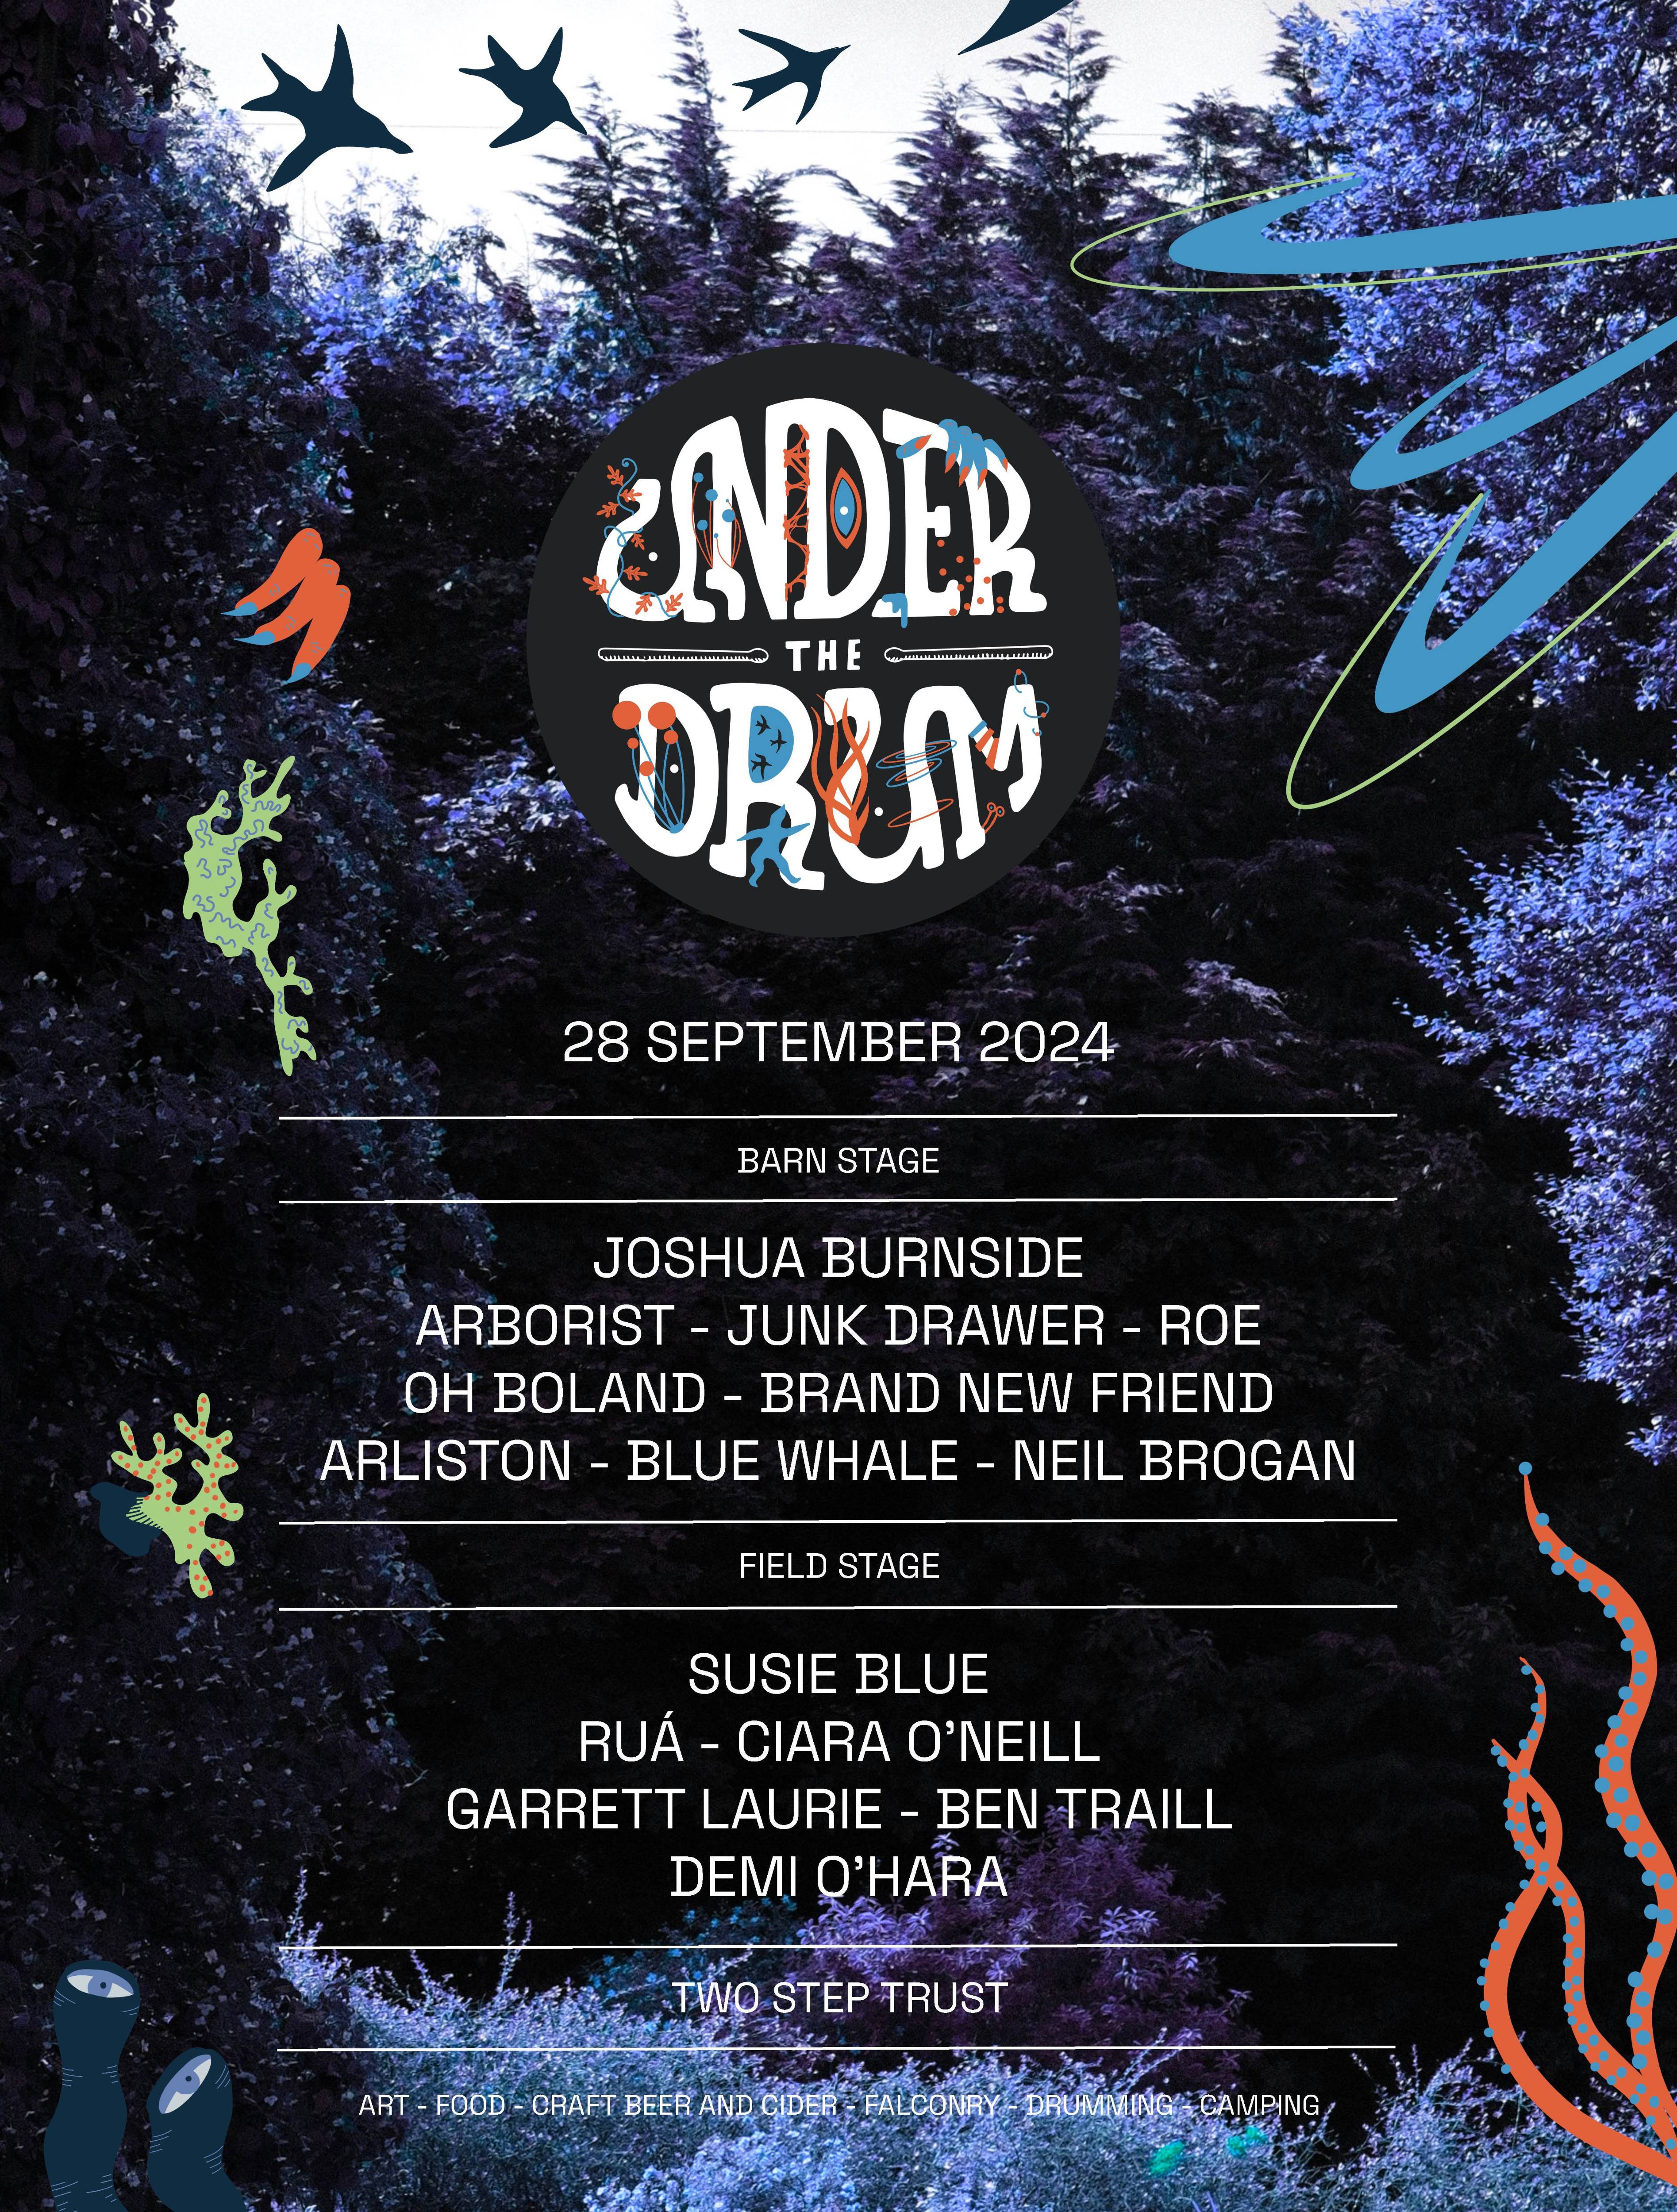 UNDER
THE
DRUM
28 SEPTEMBER 2024
BARN STAGE
JOSHUA BURNSIDE
ARBORIST - JUNK DRAWER - ROE
OH BOLAND - BRAND NEW FRIEND
ARLISTON - BLUE WHALE - NEIL BROGAN
FIELD STAGE
SUSIE BLUE
RUÁ - CIARA O’NEILL
GARRETT LAURIE - BEN TRAILL
DEMI O’HARA
TWO STEP TRUST
ART - FOOD - CRAFT BEER AND CIDER - FALCONRY - DRUMMING - CAMPING